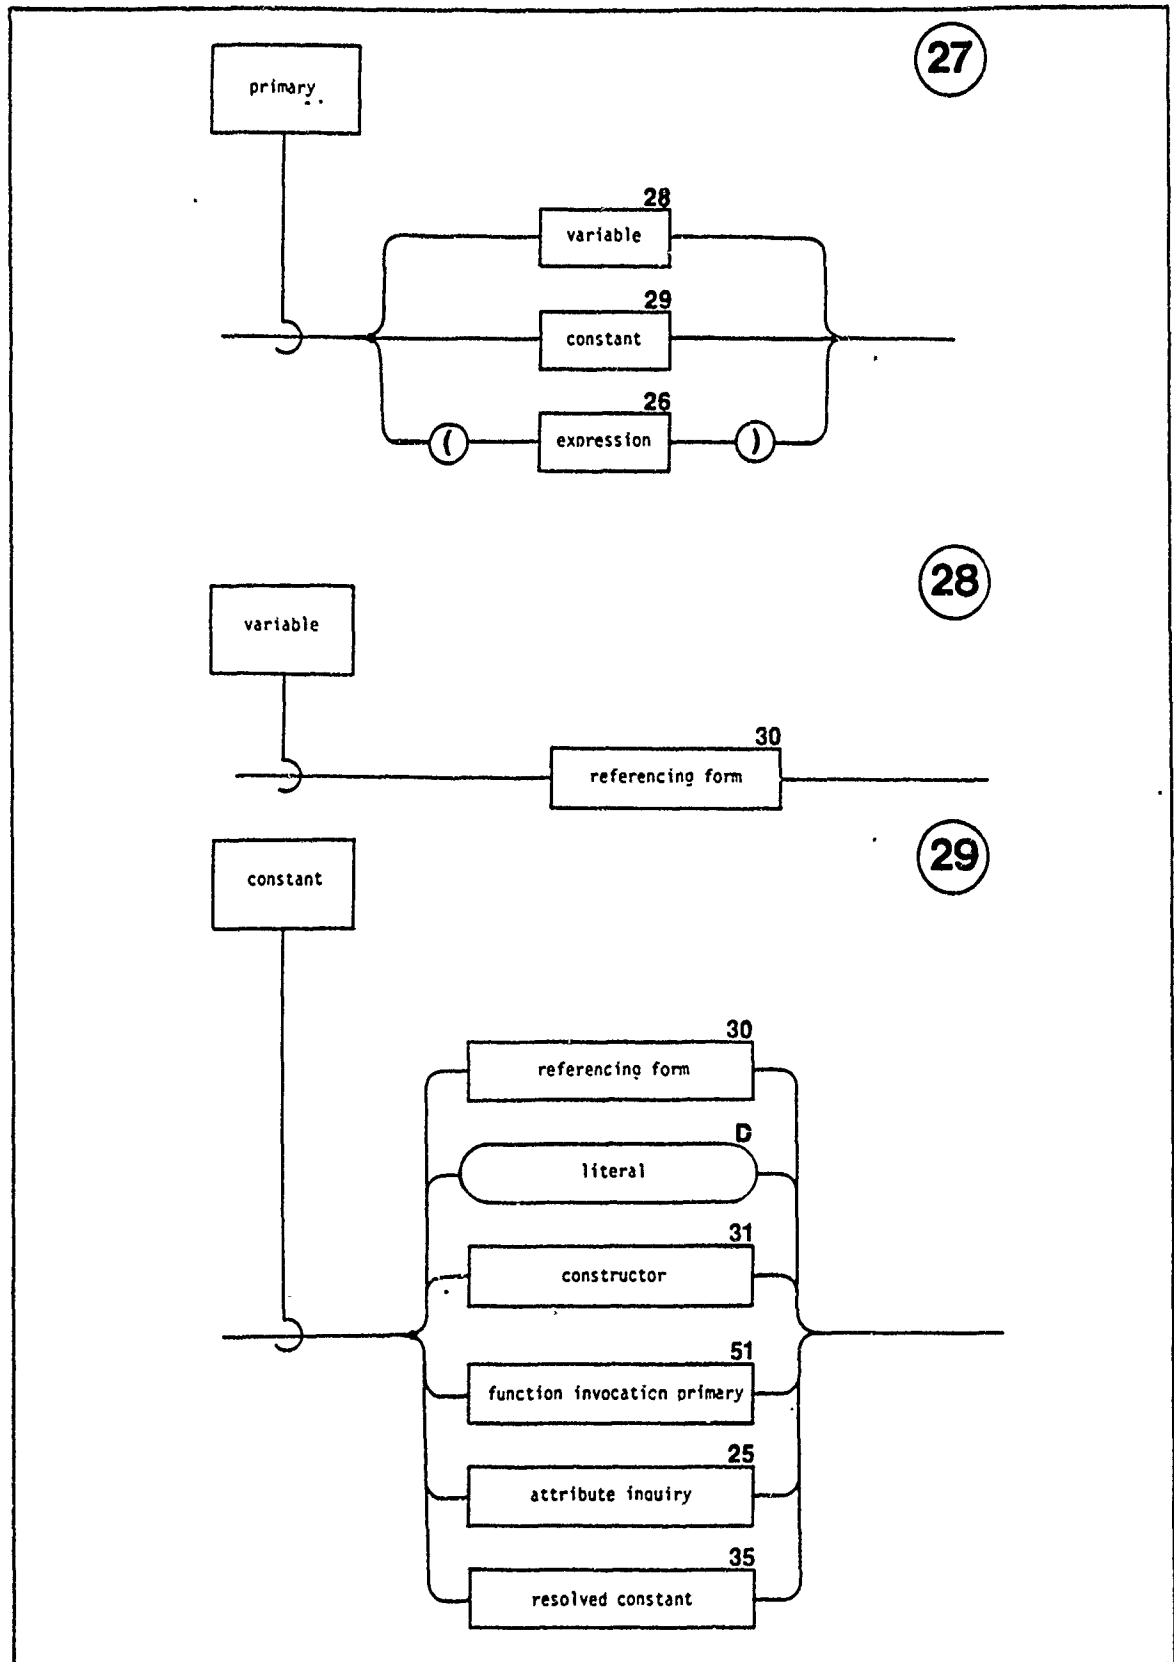 27
primary
28
variable
29
constant
26
( expression )
28
variable
30
referencing form
29
constant
30
referencing form
D
literal
31
constructor
51
function invocation primary
25
attribute inquiry
35
resolved constant